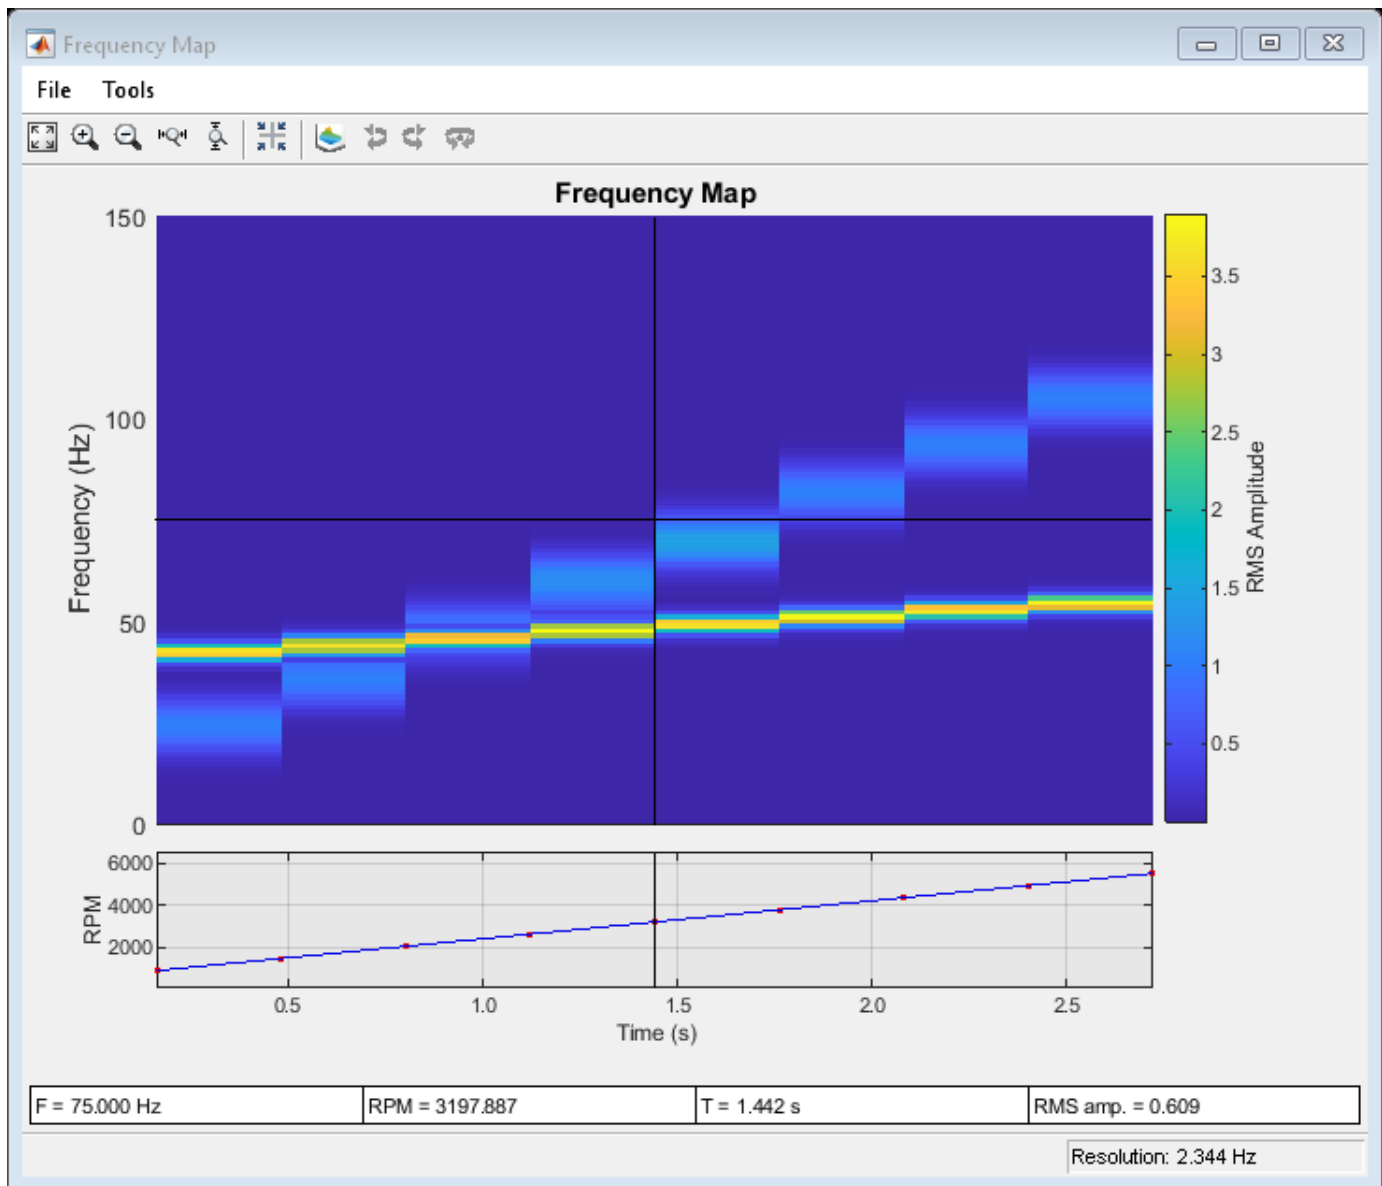 Frequency Map
File Tools
Frequency Map
150
100
50
0
Frequency (Hz)
3.5
3
2.5
2
1.5
1
0.5
RMS Amplitude
6000
4000
2000
RPM
0.5 1.0 1.5 2.0 2.5
Time (s)
F = 75.000 Hz RPM = 3197.887 T = 1.442 s RMS amp. = 0.609
Resolution: 2.344 Hz